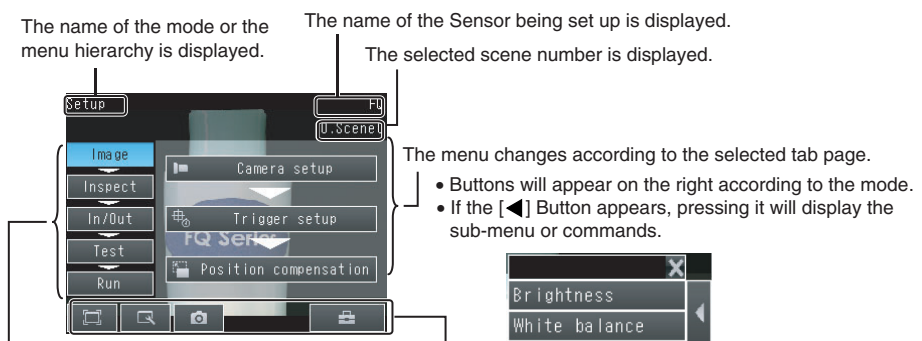 The name of the mode or the
menu hierarchy is displayed.
The name of the Sensor being set up is displayed.
The selected scene number is displayed.
Setup
FQ
0.Scene0
Image
Inspect
In/Out
Test
Run
Camera setup
Trigger setup
FQ Series
Position compensation
The menu changes according to the selected tab page.
• Buttons will appear on the right according to the mode.
• If the [◀] Button appears, pressing it will display the
sub-menu or commands.
Brightness
White balance